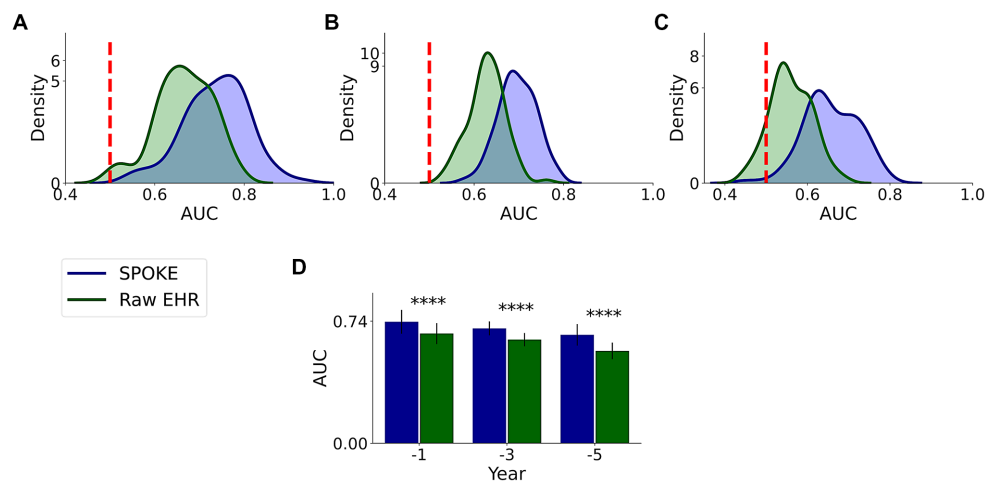 A
B
C
Density
6
5
0
0.6
0.8
1.0
0.4
AUC
Density
10
9
0
0.4
0.6
0.8
1.0
AUC
Density
8
6
0
0.4
0.6
0.8
1.0
AUC
SPOKE
Raw EHR
D
AUC
0.74
0.00
**** **** ****
-1 -3 -5
Year